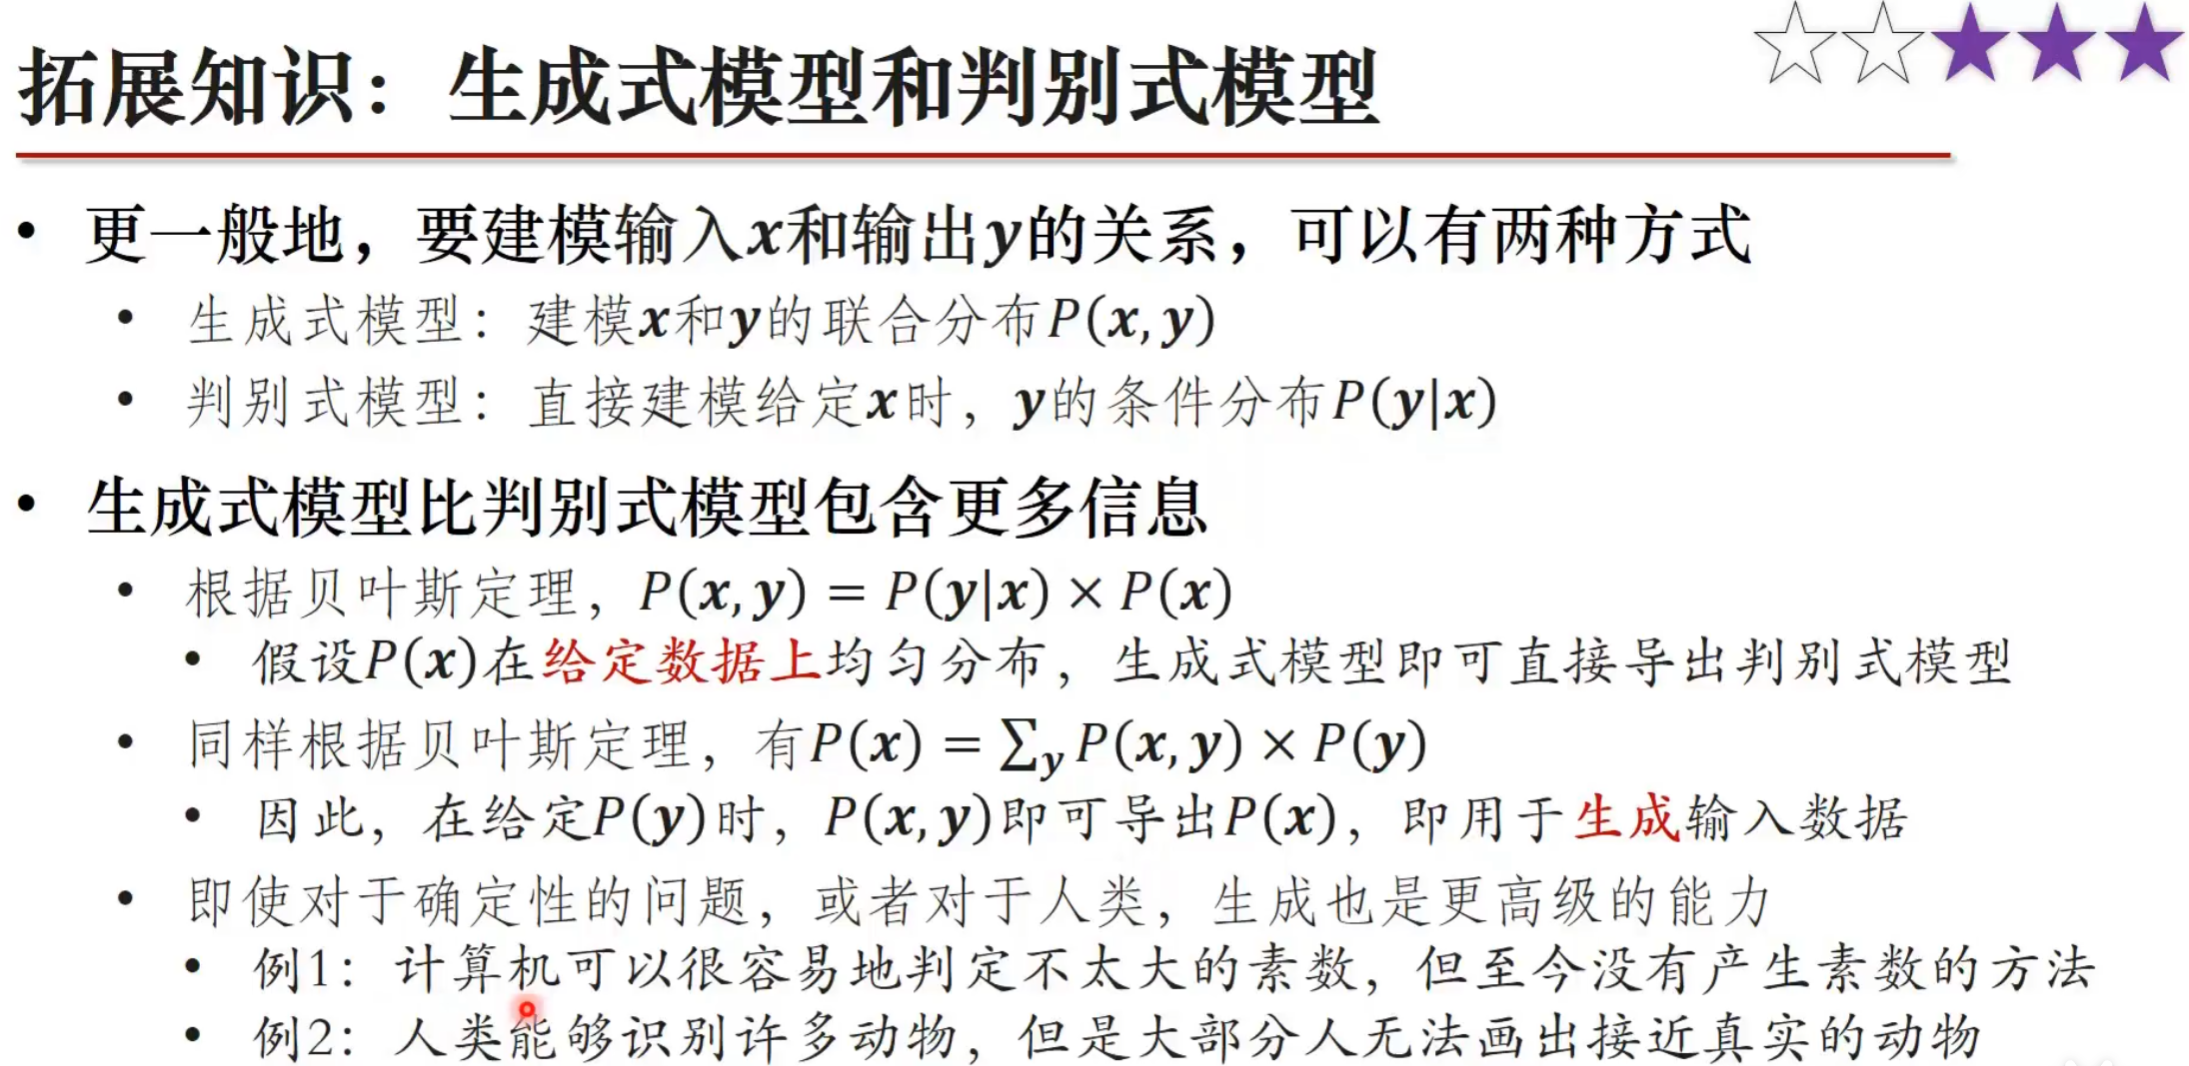 拓展知识：生成式模型和判别式模型
• 更一般地，要建模输入x和输出y的关系，可以有两种方式
• 生成式模型：建模x和y的联合分布P(x, y)
• 判别式模型：直接建模给定x时，y的条件分布P(y|x)
• 生成式模型比判别式模型包含更多信息
• 根据贝叶斯定理，P(x, y) = P(y|x) × P(x)
• 假设P(x)在给定数据上均匀分布，生成式模型即可直接导出判别式模型
• 同样根据贝叶斯定理，有P(x) = ∑y P(x, y) × P(y)
• 因此，在给定P(y)时，P(x, y)即可导出P(x)，即用于生成输入数据
• 即使对于确定性的问题，或者对于人类，生成也是更高级的能力
• 例1：计算机可以很容易地判定不太大的素数，但至今没有产生素数的方法
• 例2：人类能够识别许多动物，但是大部分人无法画出接近真实的动物